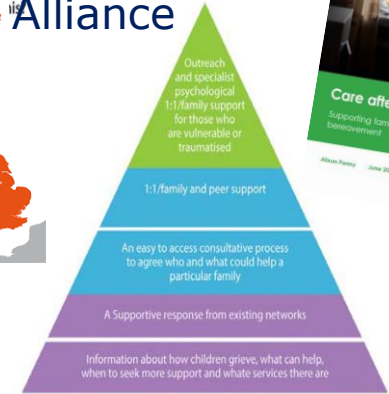 Alliance
Outreach
and specialist
psychological
1:1/family support
for those who
are vulnerable or
traumatised
1:1/family and peer support
An easy to access consultative process
to agree who and what could help a
particular family
A Supportive response from existing networks
Information about how children grieve, what can help,
when to seek more support and whate services there are
Care afte
Supporting fam
bereavement
Alison Penny June 20